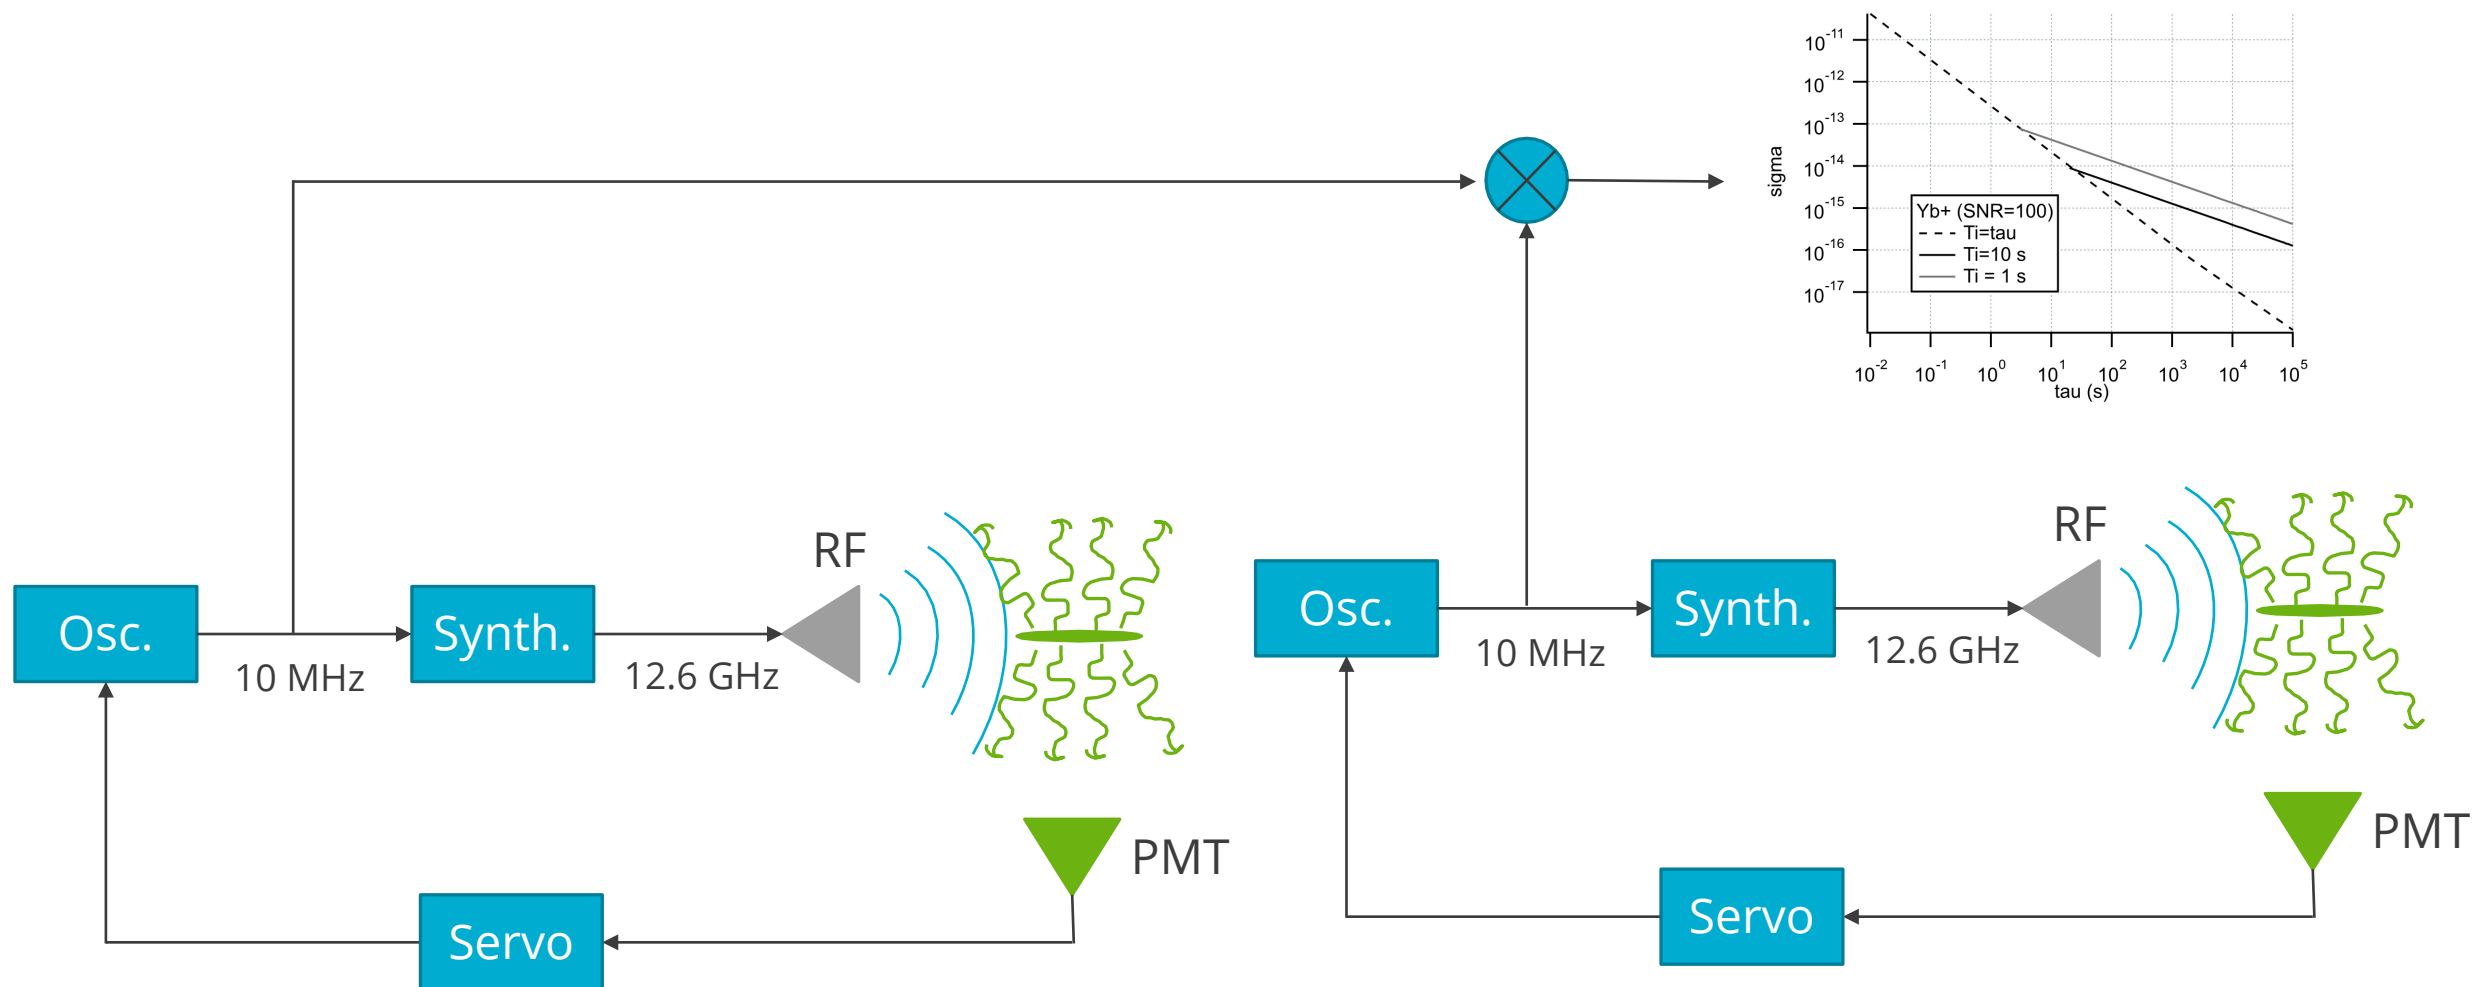 10^-11
10^-12
10^-13
10^-14
10^-15
10^-16
10^-17
sigma
Yb+ (SNR=100)
Ti=tau
Ti=10 s
Ti = 1 s
10^-2 10^-1 10^0 10^1 10^2 10^3 10^4 10^5
tau (s)
RF
Osc.
Synth.
10 MHz
12.6 GHz
PMT
Servo
RF
Osc.
Synth.
10 MHz
12.6 GHz
PMT
Servo